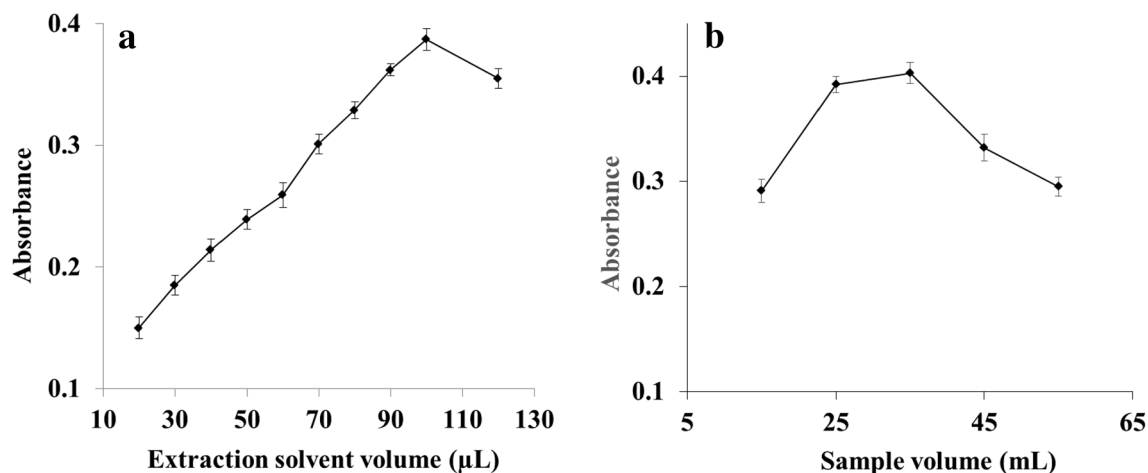 a
0.4
0.3
0.2
0.1
Absorbance
10 30 50 70 90 110 130
Extraction solvent volume (µL)
b
0.4
0.3
0.2
0.1
Absorbance
5 25 45 65
Sample volume (mL)